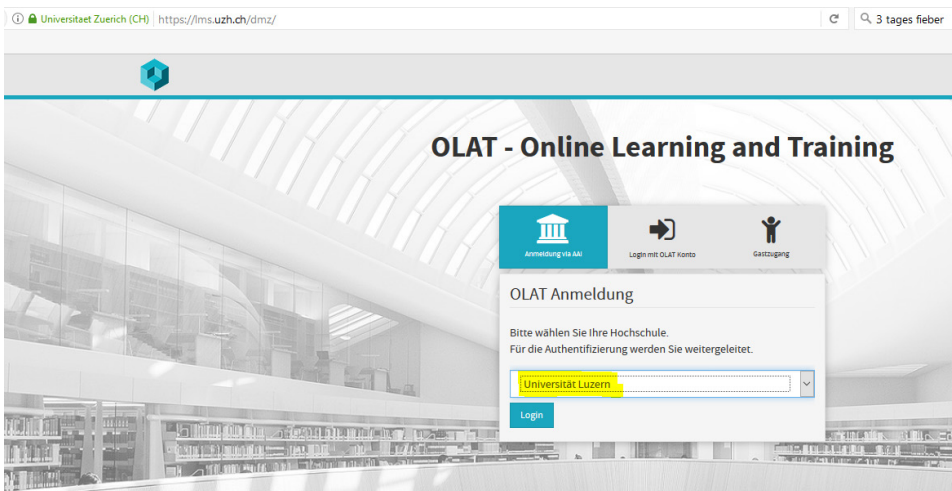 Universitaet Zuerich (CH) https://lms.uzh.ch/dmz/ 3 tages fieber
OLAT - Online Learning and Training
Anmeldung via AAI Login mit OLAT Konto Gastzugang
OLAT Anmeldung
Bitte wählen Sie Ihre Hochschule.
Für die Authentifizierung werden Sie weitergeleitet.
Universität Luzern
Login